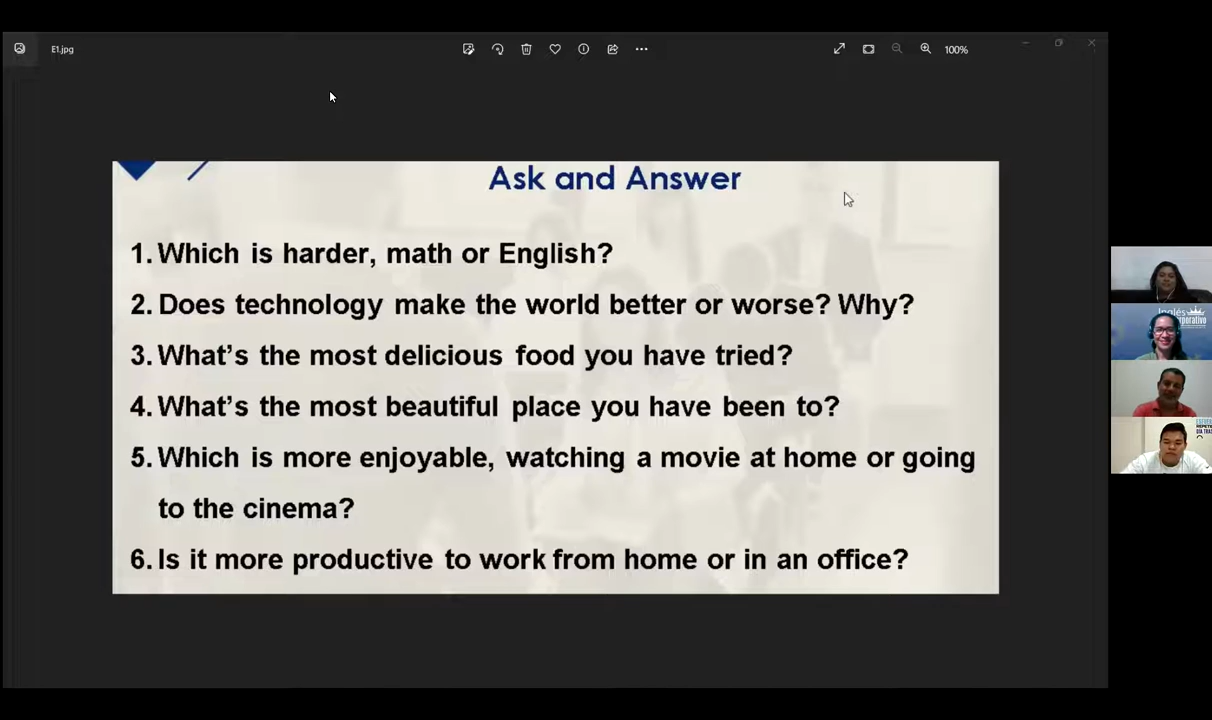 E1.jpg
100%
Ask and Answer
1. Which is harder, math or English?
2. Does technology make the world better or worse? Why?
3. What's the most delicious food you have tried?
4. What's the most beautiful place you have been to?
5. Which is more enjoyable, watching a movie at home or going
to the cinema?
6. Is it more productive to work from home or in an office?
Inglés